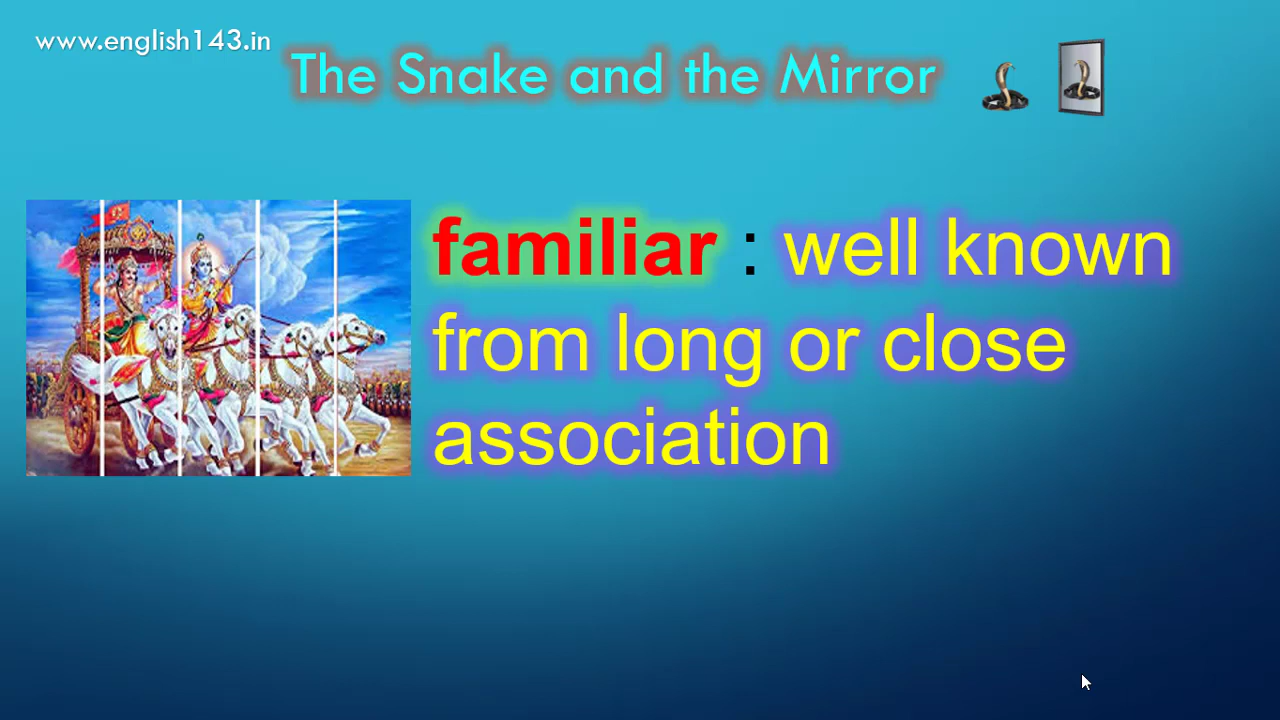 www.english143.in
The Snake and the Mirror
familiar : well known
from long or close
association